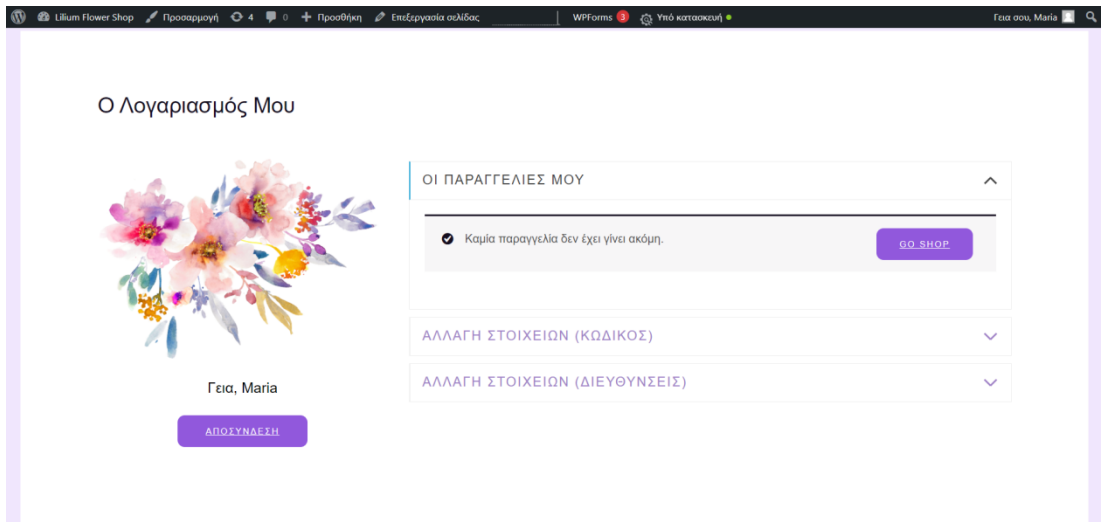 Lilium Flower Shop Προσαρμογή 4 0 Προσθήκη Επεξεργασία σελίδας WPForms 3 Υπό κατασκευή Γεια σου, Maria
Ο Λογαριασμός Μου
ΟΙ ΠΑΡΑΓΓΕΛΙΕΣ ΜΟΥ
Καμία παραγγελία δεν έχει γίνει ακόμη.
GO SHOP
ΑΛΛΑΓΗ ΣΤΟΙΧΕΙΩΝ (ΚΩΔΙΚΟΣ)
ΑΛΛΑΓΗ ΣΤΟΙΧΕΙΩΝ (ΔΙΕΥΘΥΝΣΕΙΣ)
Γεια, Maria
ΑΠΟΣΥΝΔΕΣΗ